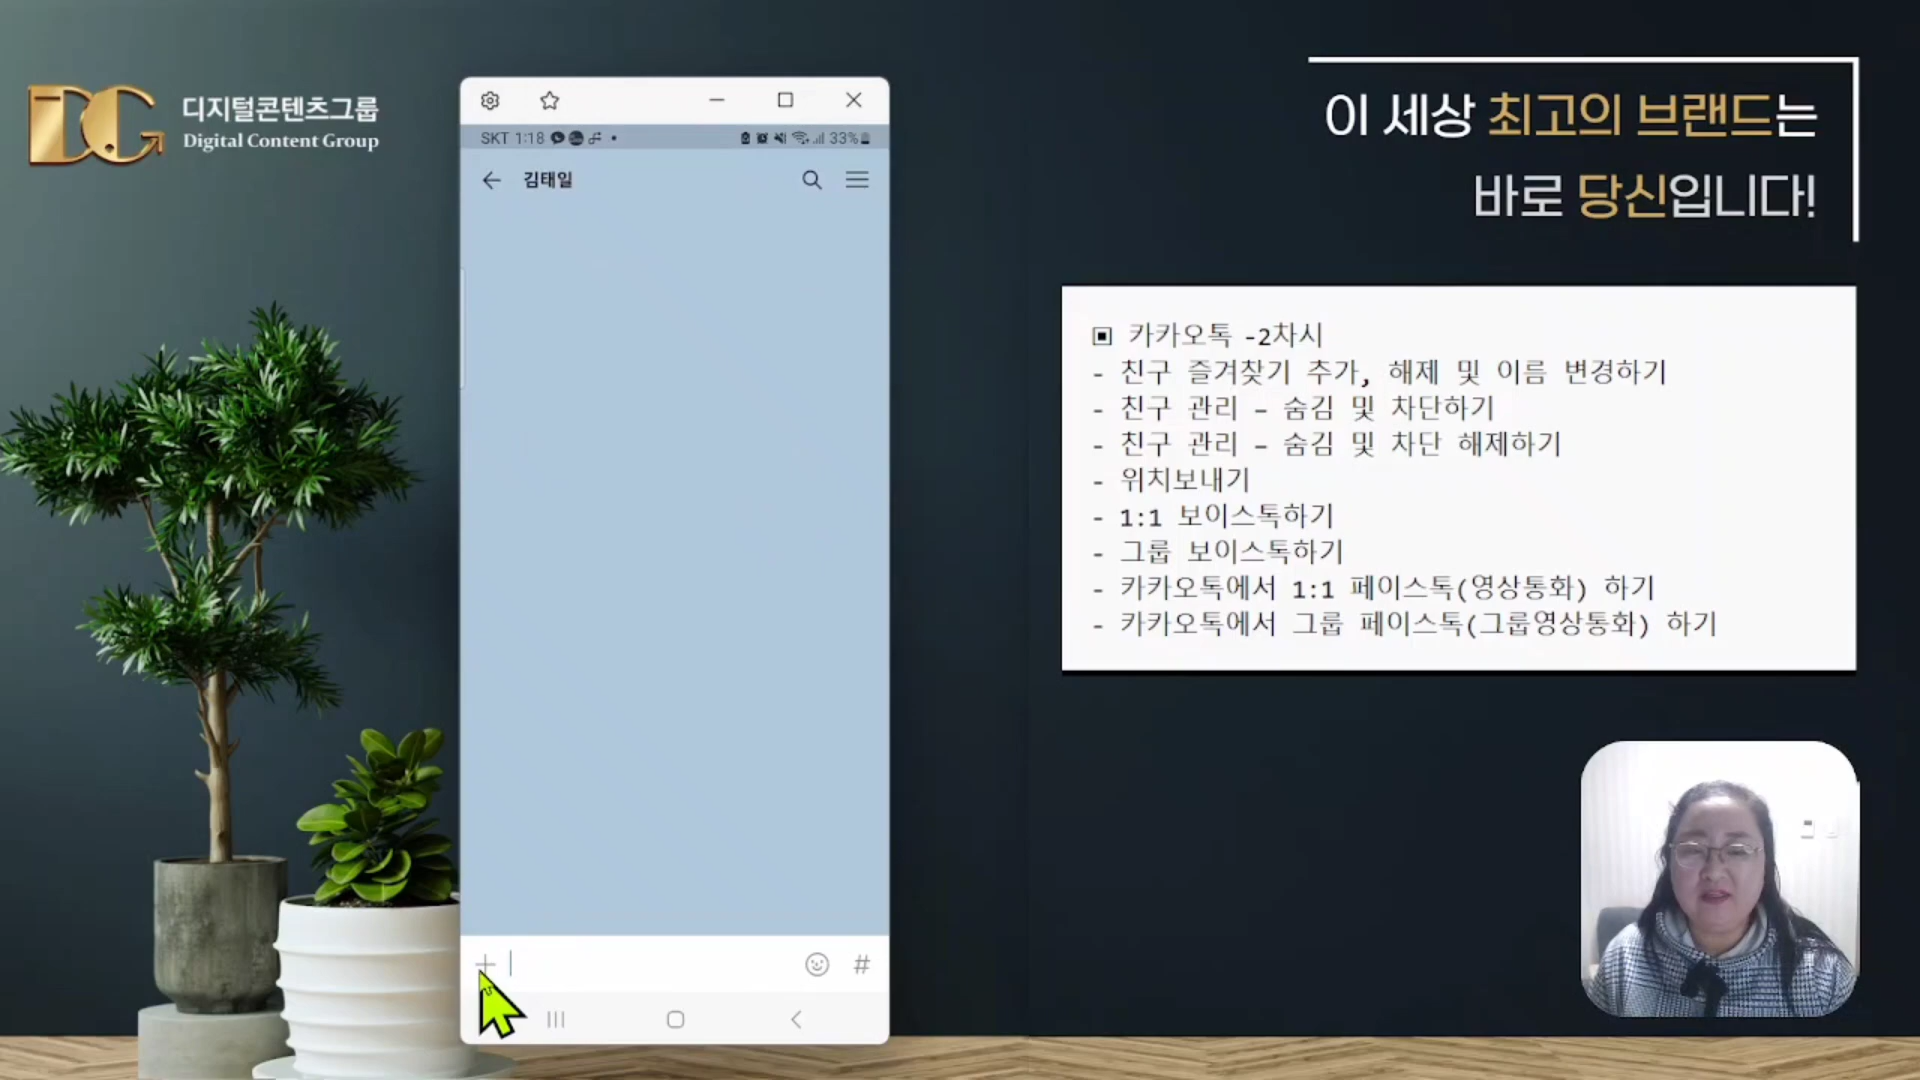 디지털콘텐츠그룹
Digital Content Group
SKT 1:18
33%
김태일
#
이 세상 최고의 브랜드는
바로 당신입니다!
▣ 카카오톡 -2차시
- 친구 즐겨찾기 추가, 해제 및 이름 변경하기
- 친구 관리 – 숨김 및 차단하기
- 친구 관리 – 숨김 및 차단 해제하기
- 위치보내기
- 1:1 보이스톡하기
- 그룹 보이스톡하기
- 카카오톡에서 1:1 페이스톡(영상통화) 하기
- 카카오톡에서 그룹 페이스톡(그룹영상통화) 하기